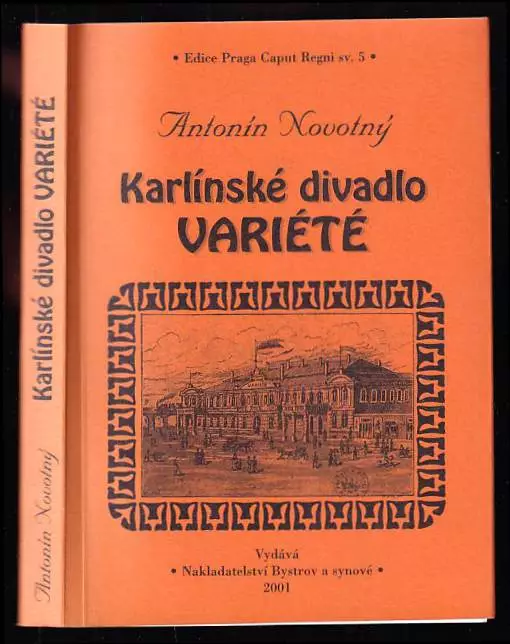 Karlínské divadlo VARIÉTÉ
Antonín Novotný
• Edice Praga Caput Regni sv. 5 •
Antonín Novotný
Karlínské divadlo
VARIÉTÉ
Vydává
• Nakladatelství Bystrov a synové •
2001